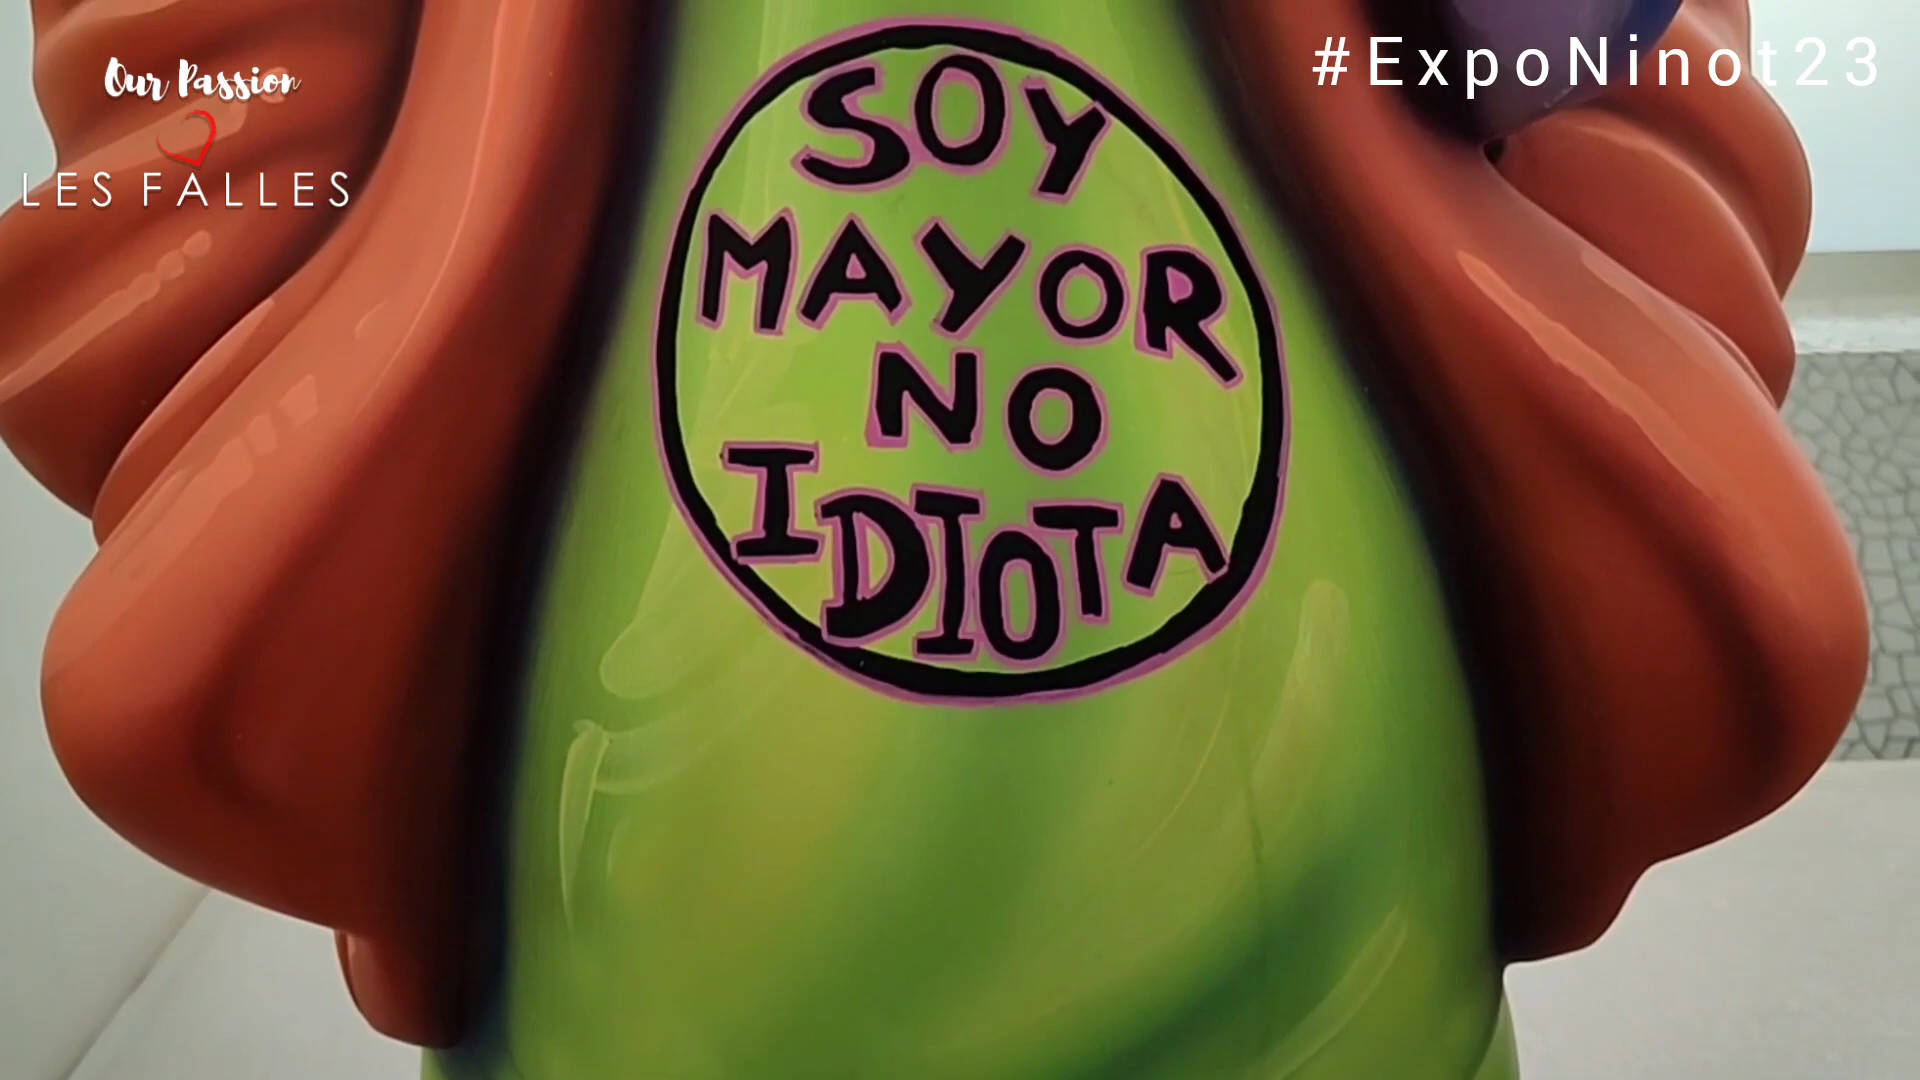 Our Passion
LES FALLES
#ExpoNinot23
SOY
MAYOR
NO
IDIOTA